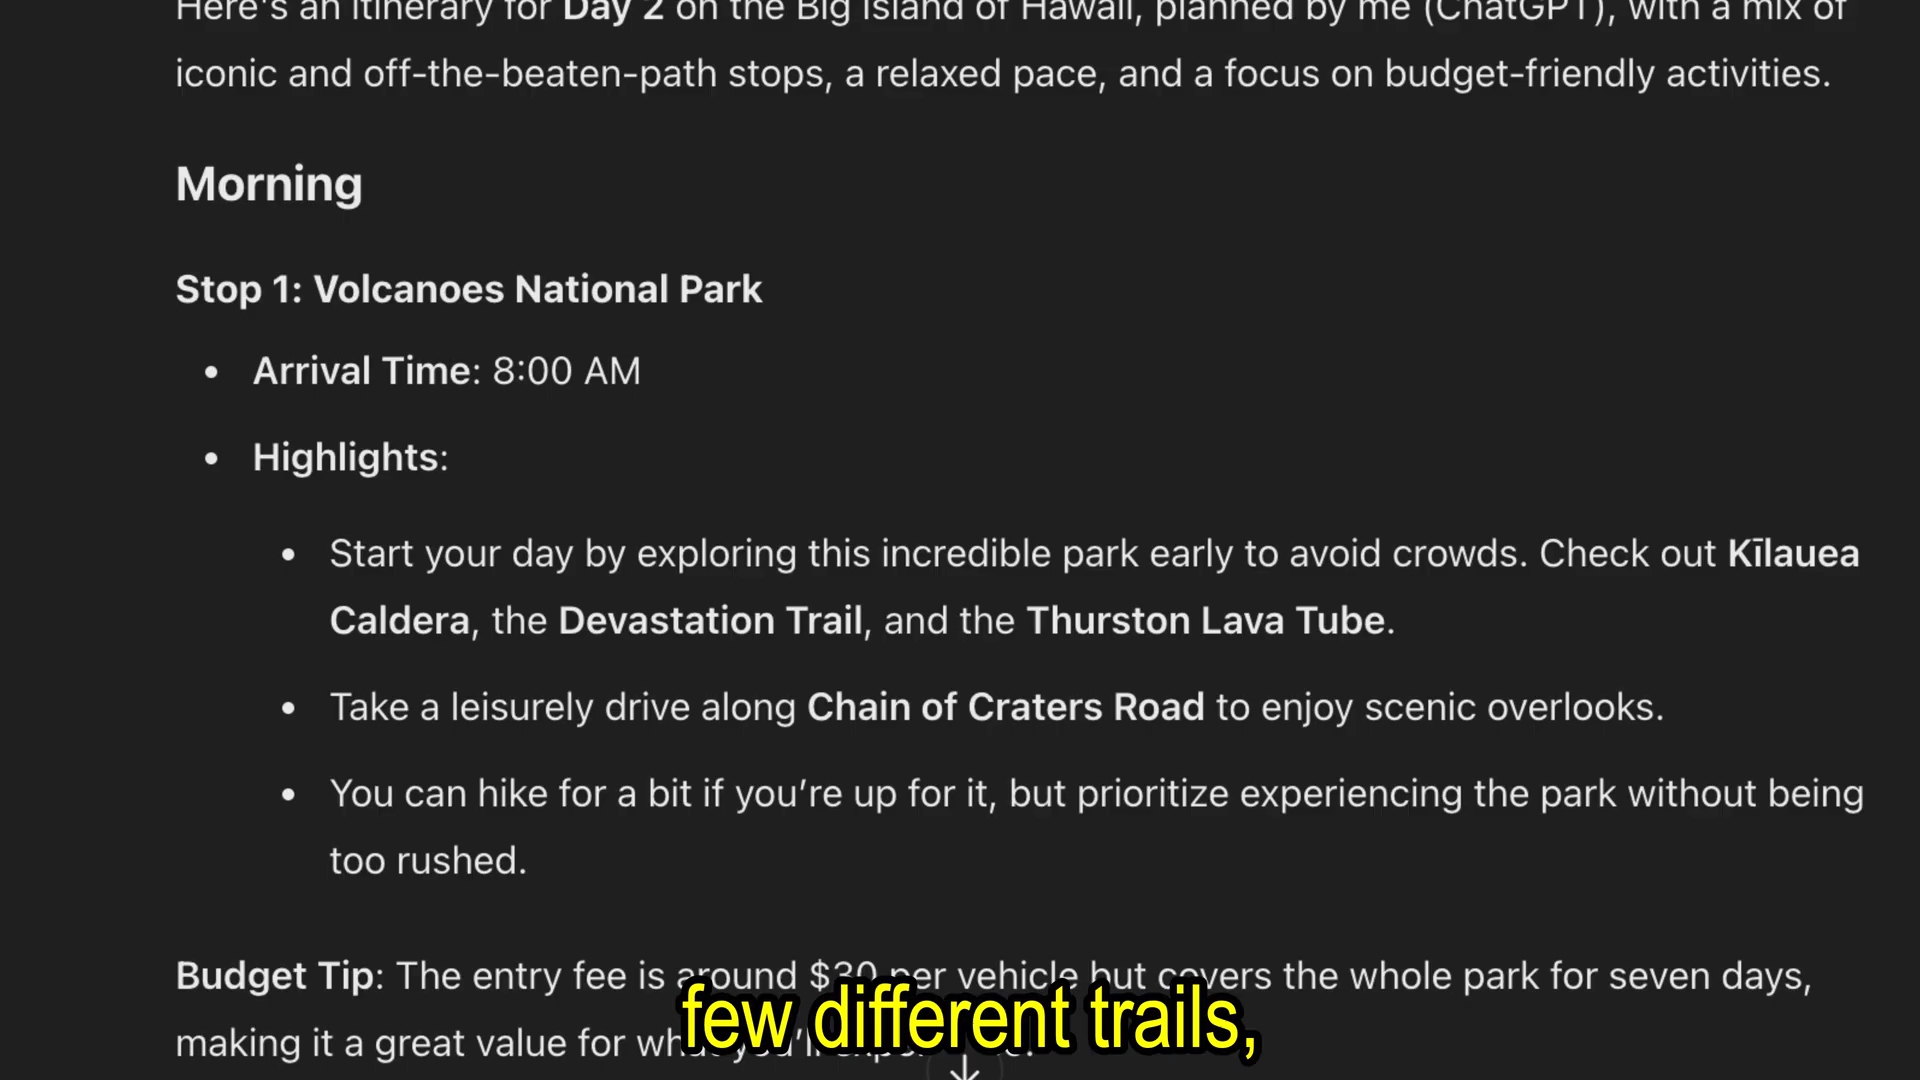 Here's an itinerary for Day 2 on the Big Island of Hawaii, planned by me (ChatGPT), with a mix of
iconic and off-the-beaten-path stops, a relaxed pace, and a focus on budget-friendly activities.
Morning
Stop 1: Volcanoes National Park
• Arrival Time: 8:00 AM
• Highlights:
• Start your day by exploring this incredible park early to avoid crowds. Check out Kīlauea
Caldera, the Devastation Trail, and the Thurston Lava Tube.
• Take a leisurely drive along Chain of Craters Road to enjoy scenic overlooks.
• You can hike for a bit if you’re up for it, but prioritize experiencing the park without being
too rushed.
Budget Tip: The entry fee is around $30 per vehicle but covers the whole park for seven days,
making it a great value for what you'll
few different trails,